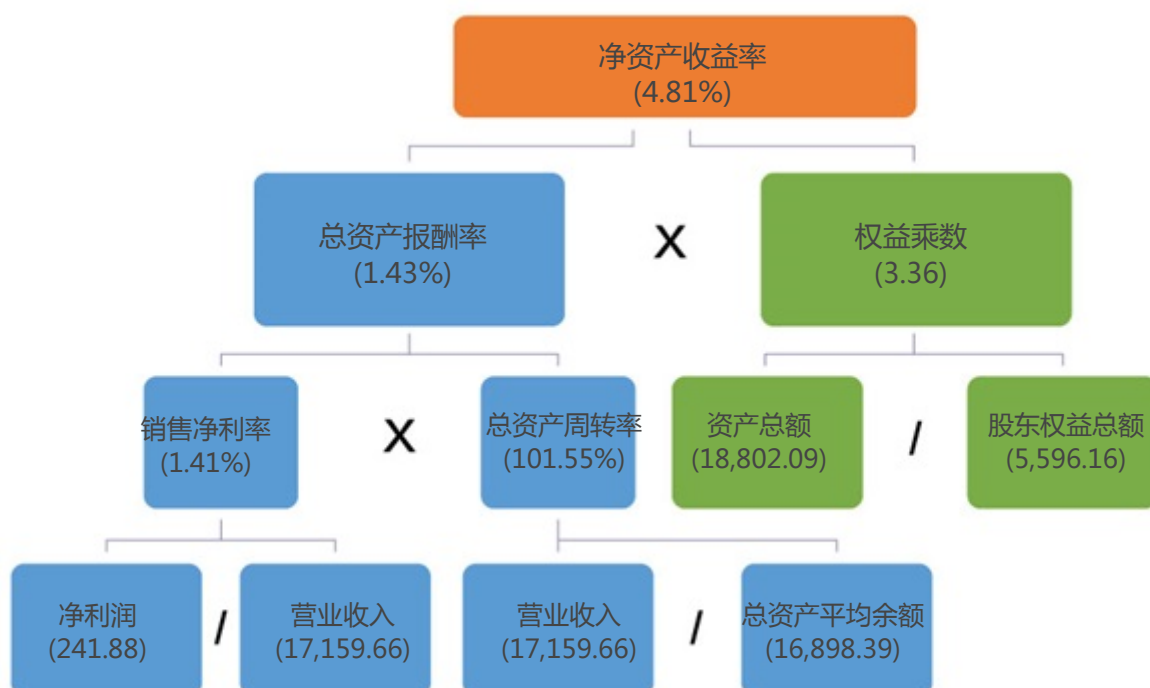 净资产收益率
(4.81%)
总资产报酬率
(1.43%)
X
权益乘数
(3.36)
销售净利率
(1.41%)
X
总资产周转率
(101.55%)
资产总额
(18,802.09)
/
股东权益总额
(5,596.16)
净利润
(241.88)
/
营业收入
(17,159.66)
营业收入
(17,159.66)
/
总资产平均余额
(16,898.39)